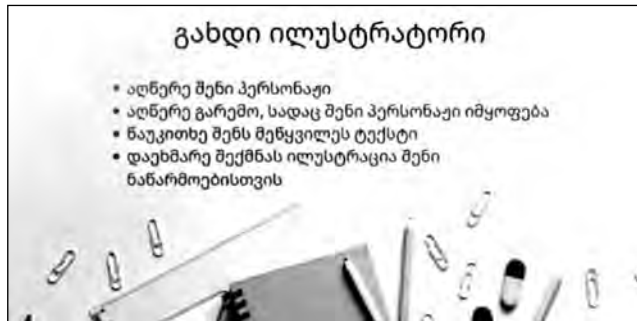 გახდი ილუსტრატორი
• აღწერე შენი პერსონაჟი
• აღწერე გარემო, სადაც შენი პერსონაჟი იმყოფება
• წაუკითხე შენს მეწყვილეს ტექსტი
• დაეხმარე შექმნას ილუსტრაცია შენი
ნაწარმოებისთვის